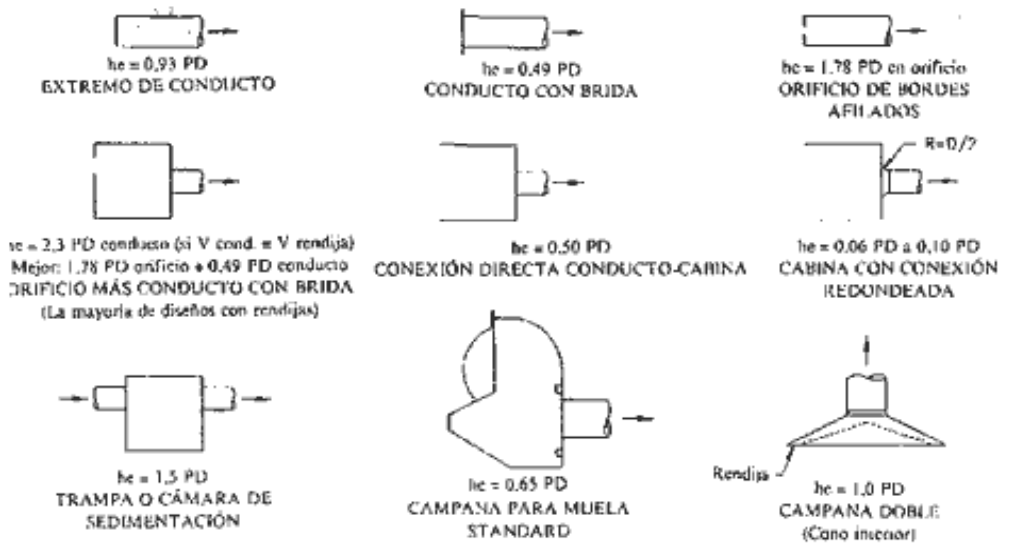 he = 0,93 PD
EXTREMO DE CONDUCTO
he = 0,49 PD
CONDUCTO CON BRIDA
he = 1,78 PD en orificio
ORIFICIO DE BORDES
AFILADOS
R=D/2
he = 2,3 PD conducto (si V cond. = V rendija)
Mejor: 1,78 PD orificio + 0,49 PD conducto
ORIFICIO MÁS CONDUCTO CON BRIDA
(La mayoría de diseños con rendijas)
he = 0,50 PD
CONEXIÓN DIRECTA CONDUCTO-CABINA
he = 0,06 PD a 0,10 PD
CABINA CON CONEXIÓN
REDONDEADA
he = 1,5 PD
TRAMPA O CÁMARA DE
SEDIMENTACIÓN
he = 0,65 PD
CAMPANA PARA MUELA
STANDARD
Rendija
he = 1,0 PD
CAMPANA DOBLE
(Cono interior)